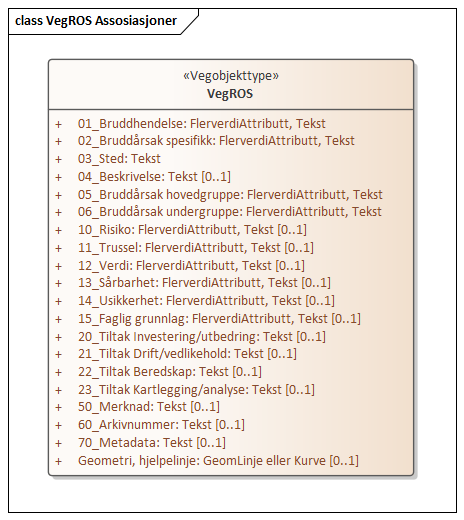 class VegROS Assosiasjoner
«Vegobjekttype»
VegROS
+ 01_Bruddhendelse: FlerverdiAttributt, Tekst
+ 02_Bruddårsak spesifikk: FlerverdiAttributt, Tekst
+ 03_Sted: Tekst
+ 04_Beskrivelse: Tekst [0..1]
+ 05_Bruddårsak hovedgruppe: FlerverdiAttributt, Tekst
+ 06_Bruddårsak undergruppe: FlerverdiAttributt, Tekst
+ 10_Risiko: FlerverdiAttributt, Tekst [0..1]
+ 11_Trussel: FlerverdiAttributt, Tekst [0..1]
+ 12_Verdi: FlerverdiAttributt, Tekst [0..1]
+ 13_Sårbarhet: FlerverdiAttributt, Tekst [0..1]
+ 14_Usikkerhet: FlerverdiAttributt, Tekst [0..1]
+ 15_Faglig grunnlag: FlerverdiAttributt, Tekst [0..1]
+ 20_Tiltak Investering/utbedring: Tekst [0..1]
+ 21_Tiltak Drift/vedlikehold: Tekst [0..1]
+ 22_Tiltak Beredskap: Tekst [0..1]
+ 23_Tiltak Kartlegging/analyse: Tekst [0..1]
+ 50_Merknad: Tekst [0..1]
+ 60_Arkivnummer: Tekst [0..1]
+ 70_Metadata: Tekst [0..1]
+ Geometri, hjelpelinje: GeomLinje eller Kurve [0..1]